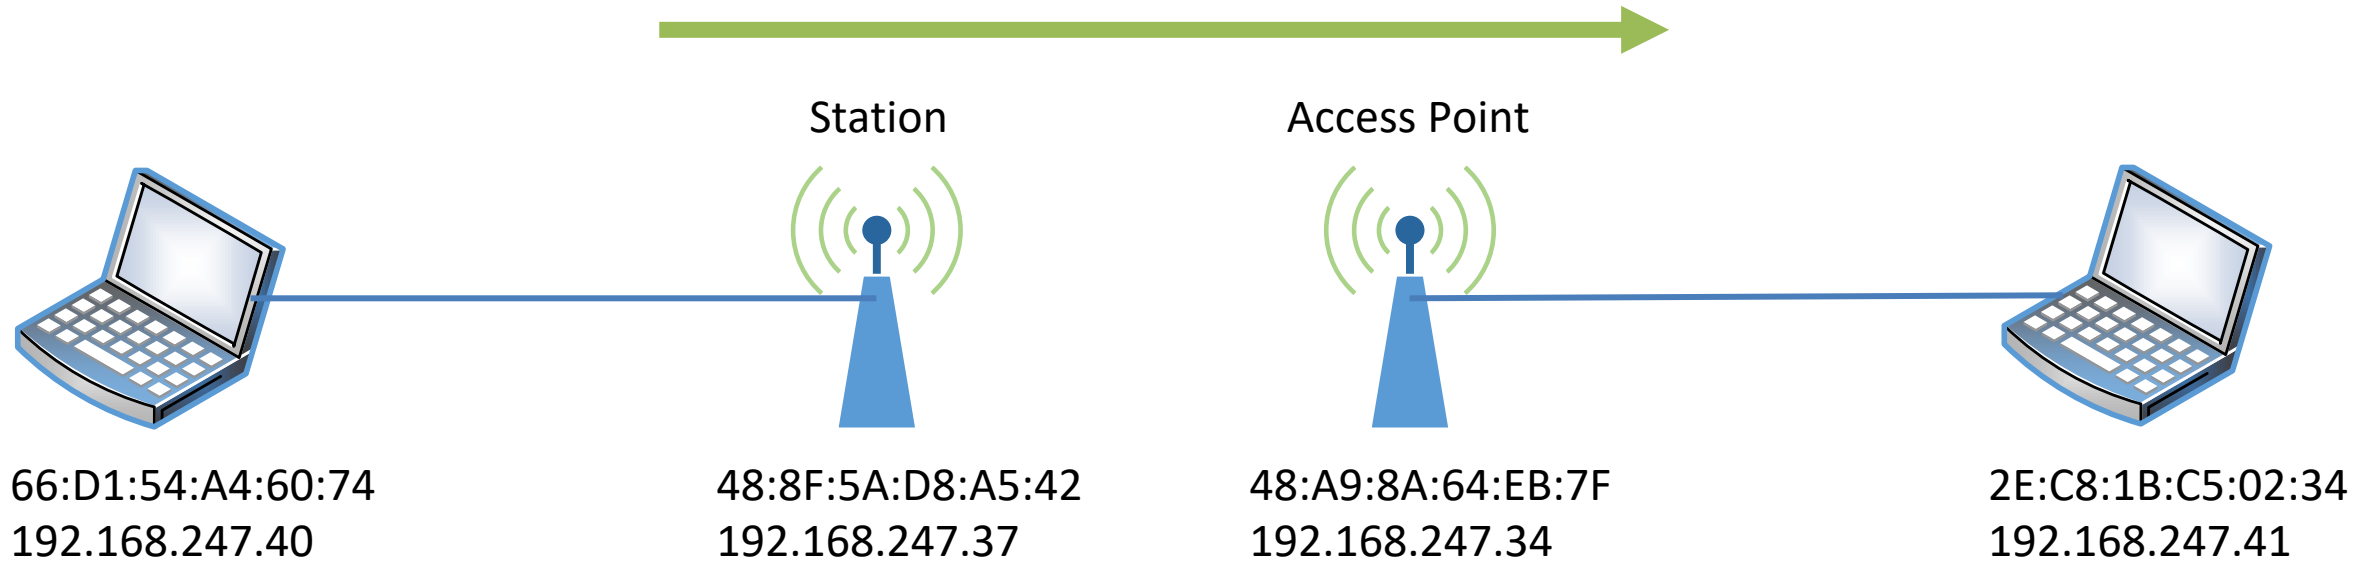 Station
Access Point
66:D1:54:A4:60:74
192.168.247.40
48:8F:5A:D8:A5:42
192.168.247.37
48:A9:8A:64:EB:7F
192.168.247.34
2E:C8:1B:C5:02:34
192.168.247.41